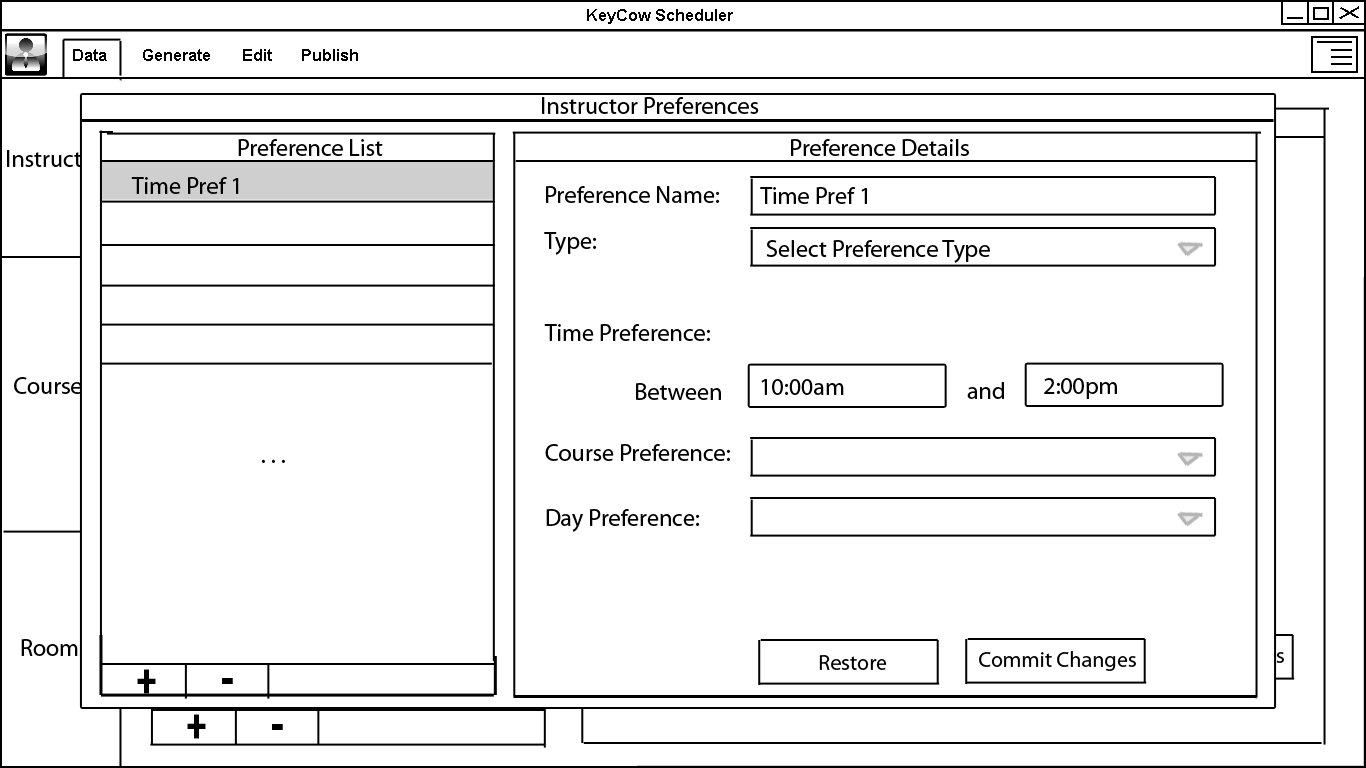 KeyCow Scheduler
Data Generate Edit Publish
Instructor Preferences
Instruct
Course
Room
Preference List
Time Pref 1
...
+ -
Preference Details
Preference Name: Time Pref 1
Type: Select Preference Type
Time Preference:
Between 10:00am and 2:00pm
Course Preference:
Day Preference:
Restore Commit Changes
s
+ -